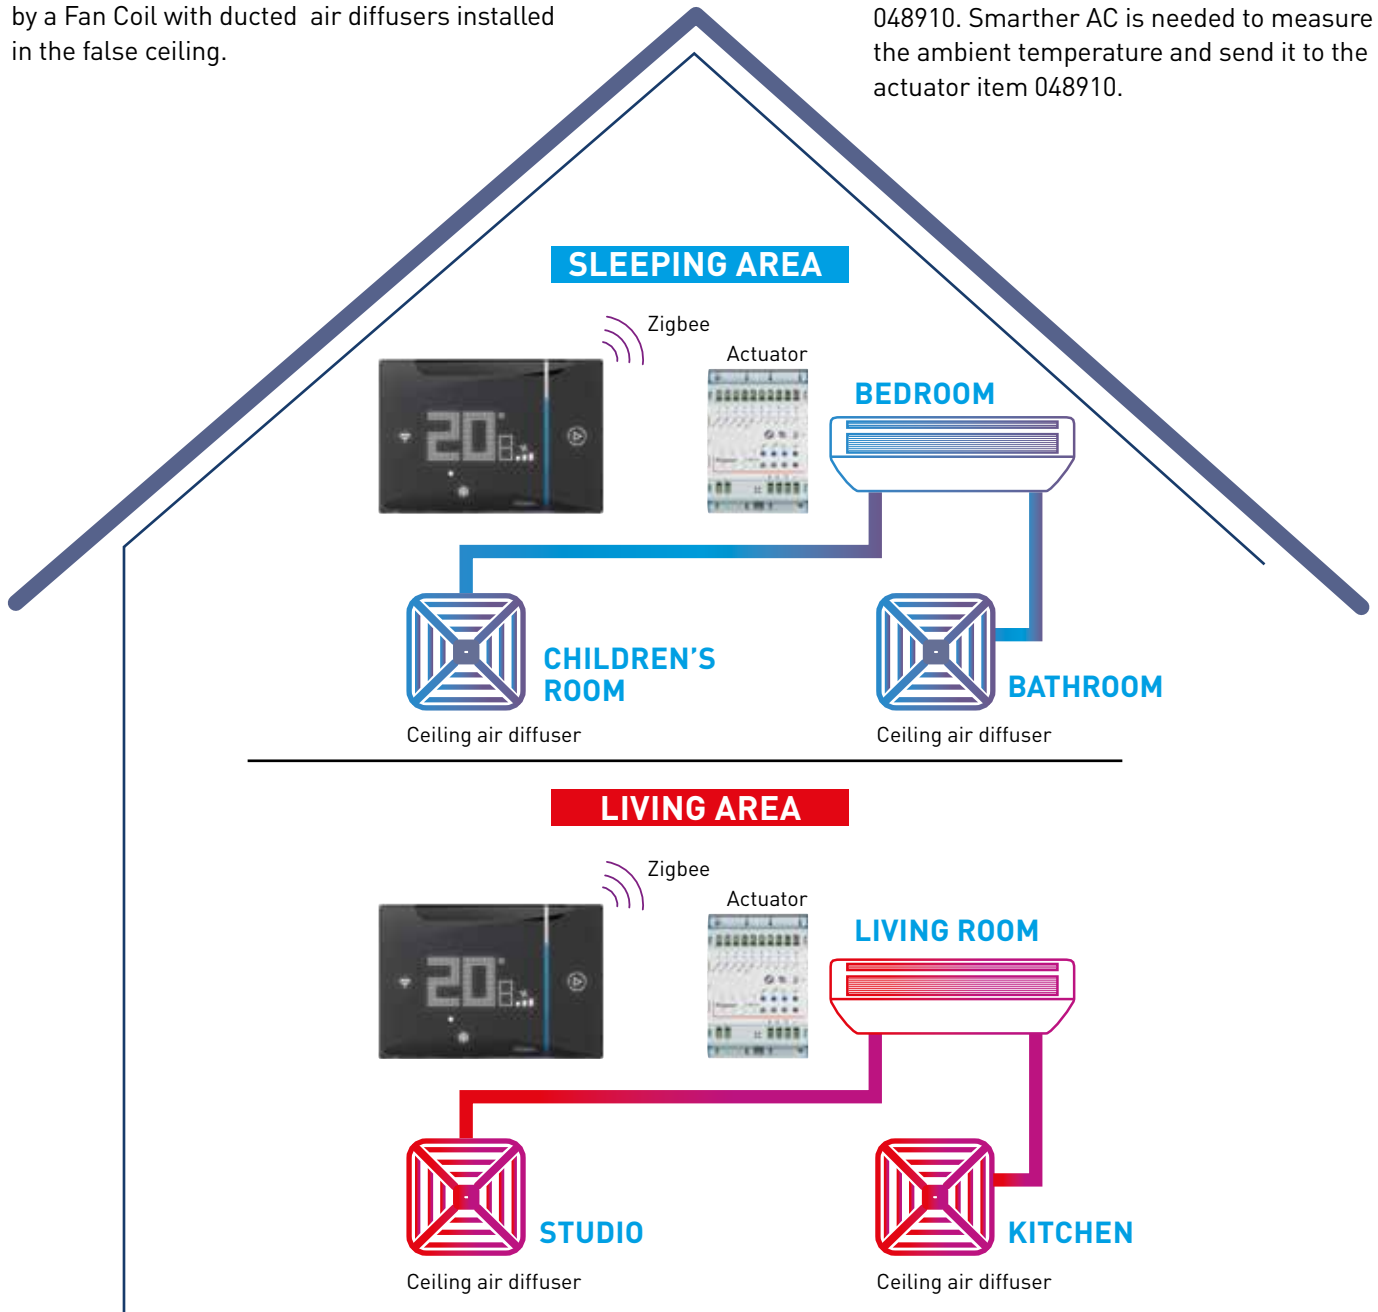 by a Fan Coil with ducted air diffusers installed
in the false ceiling.
048910. Smarther AC is needed to measure
the ambient temperature and send it to the
actuator item 048910.
SLEEPING AREA
Zigbee
Actuator
20°
BEDROOM
CHILDREN'S
ROOM
Ceiling air diffuser
BATHROOM
Ceiling air diffuser
LIVING AREA
Zigbee
Actuator
20°
LIVING ROOM
STUDIO
Ceiling air diffuser
KITCHEN
Ceiling air diffuser